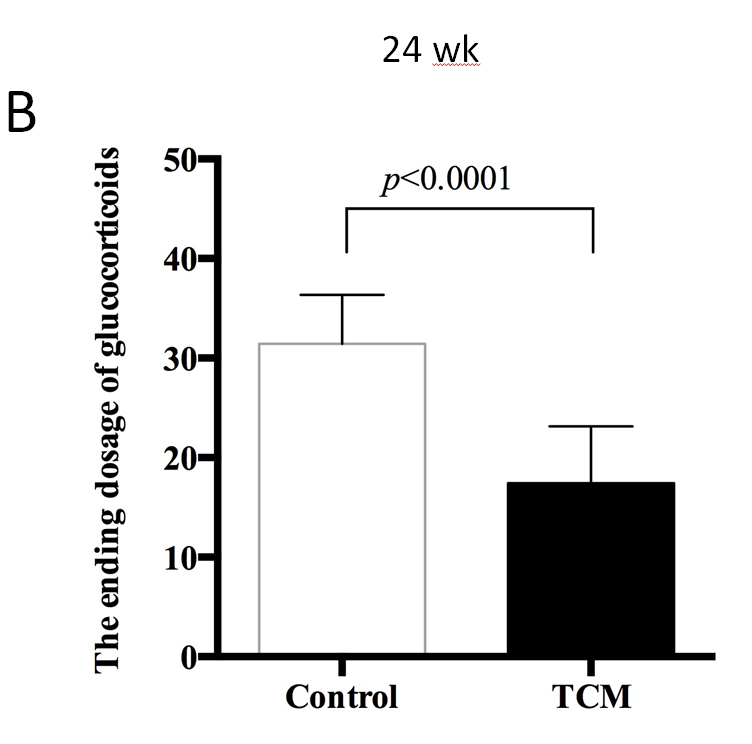 24 wk
B
The ending dosage of glucocorticoids
50
40
30
20
10
0
p<0.0001
Control
TCM